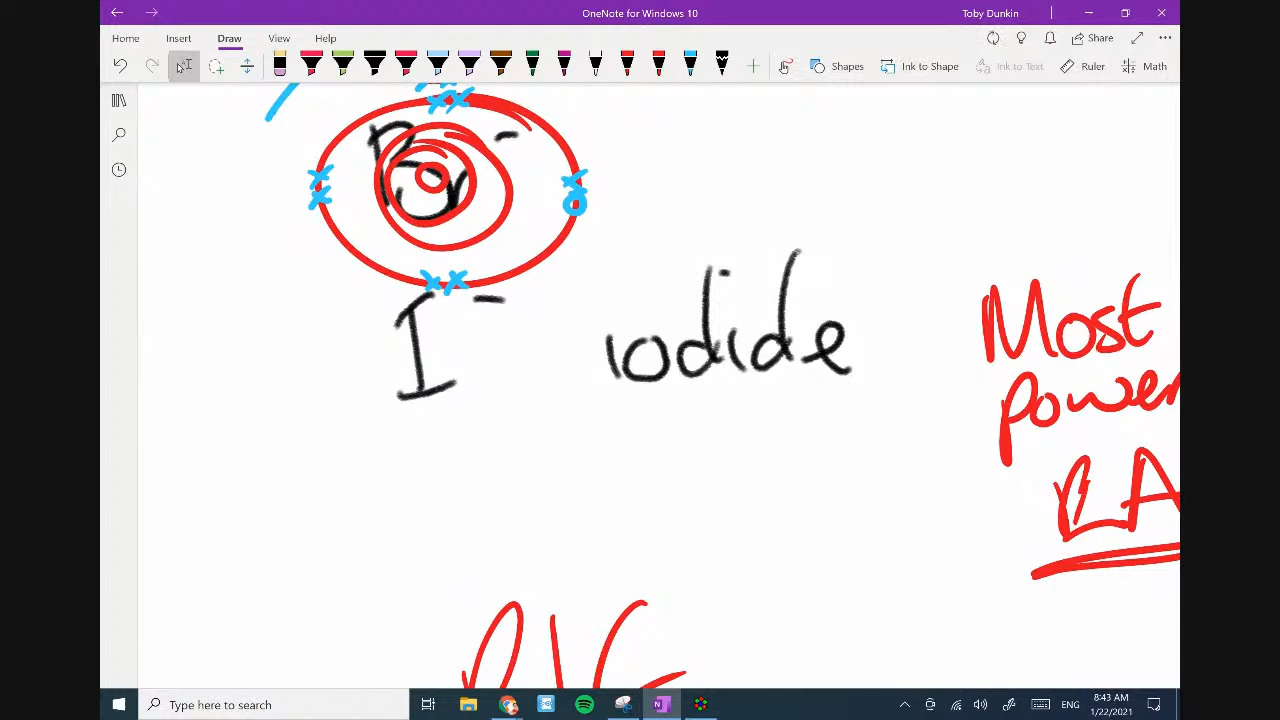 OneNote for Windows 10
Toby Dunkin
Home Insert Draw View Help
Share
Shapes
Ink to Shape
Ink to Text
Ruler
Math
Br -
I - iodide
Most
power
RA
Type here to search
ENG
8:43 AM
1/22/2021